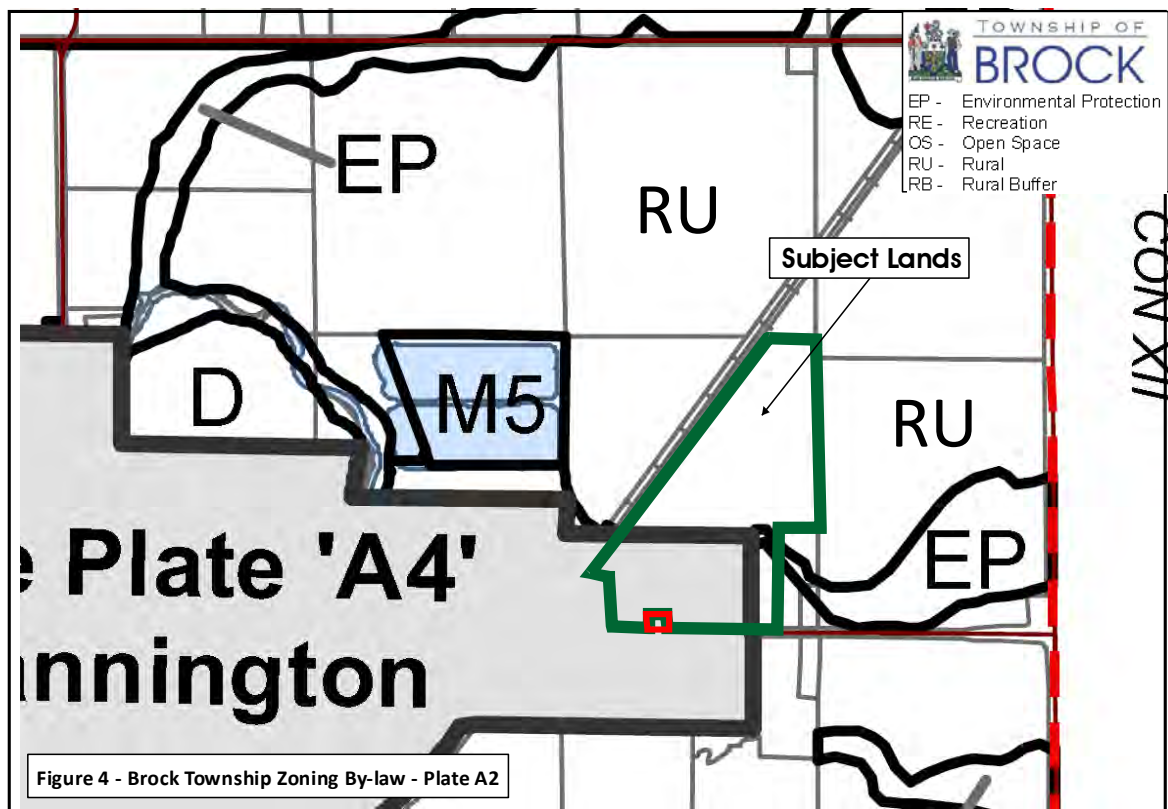 TOWNSHIP OF
BROCK
EP - Environmental Protection
RE - Recreation
OS - Open Space
RU - Rural
RB - Rural Buffer
EP
RU
CON XII
Subject Lands
D
M5
RU
EP
e Plate 'A4'
annington
Figure 4 - Brock Township Zoning By-law - Plate A2